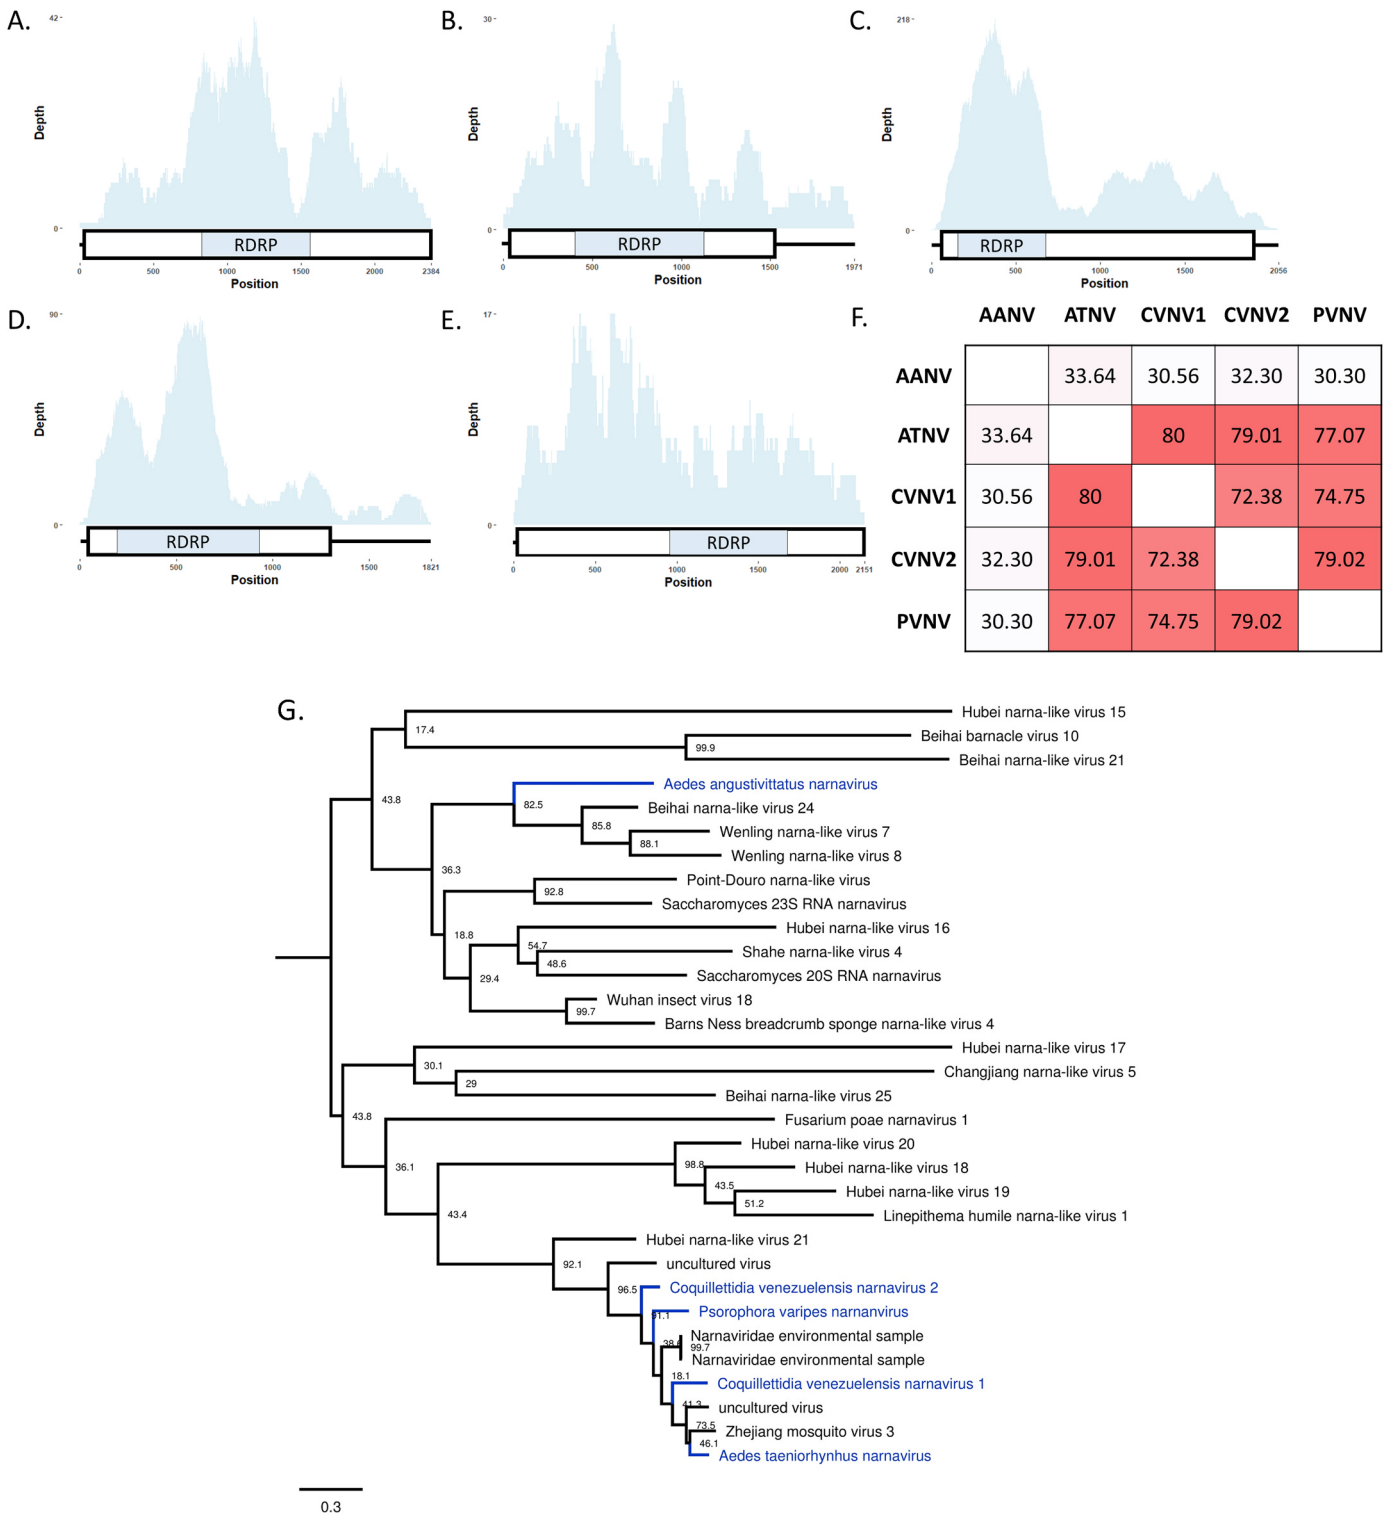 A.
42
Depth
0
RDRP
0 500 1000 1500 2000 2384
Position
B.
30
Depth
0
RDRP
0 500 1000 1500 1971
Position
C.
218
Depth
0
RDRP
0 500 1000 1500 2056
Position
D.
90
Depth
0
RDRP
0 500 1000 1500 1821
Position
E.
17
Depth
0
RDRP
0 500 1000 1500 2000 2151
Position
F.
AANV ATNV CVNV1 CVNV2 PVNV
AANV 33.64 30.56 32.30 30.30
ATNV 33.64 80 79.01 77.07
CVNV1 30.56 80 72.38 74.75
CVNV2 32.30 79.01 72.38 79.02
PVNV 30.30 77.07 74.75 79.02
G.
Hubei narna-like virus 15
17.4
Beihai barnacle virus 10
99.9
Beihai narna-like virus 21
Aedes angustivittatus narnavirus
43.8
82.5
Beihai narna-like virus 24
85.8
Wenling narna-like virus 7
88.1
Wenling narna-like virus 8
36.3
Point-Douro narna-like virus
92.8
Saccharomyces 23S RNA narnavirus
Hubei narna-like virus 16
18.8
54.7
Shahe narna-like virus 4
48.6
Saccharomyces 20S RNA narnavirus
29.4
Wuhan insect virus 18
99.7
Barns Ness breadcrumb sponge narna-like virus 4
Hubei narna-like virus 17
30.1
Changjiang narna-like virus 5
29
Beihai narna-like virus 25
43.8
Fusarium poae narnavirus 1
Hubei narna-like virus 20
36.1
98.8
Hubei narna-like virus 18
43.5
Hubei narna-like virus 19
51.2
Linepithema humile narna-like virus 1
43.4
Hubei narna-like virus 21
92.1
uncultured virus
96.5
Coquillettidia venezuelensis narnavirus 2
Psorophora varipes narnanvirus
91.1
Narnaviridae environmental sample
99.7
Narnaviridae environmental sample
18.1
Coquillettidia venezuelensis narnavirus 1
41.3
uncultured virus
73.5
Zhejiang mosquito virus 3
46.1
Aedes taeniorhynhus narnavirus
0.3